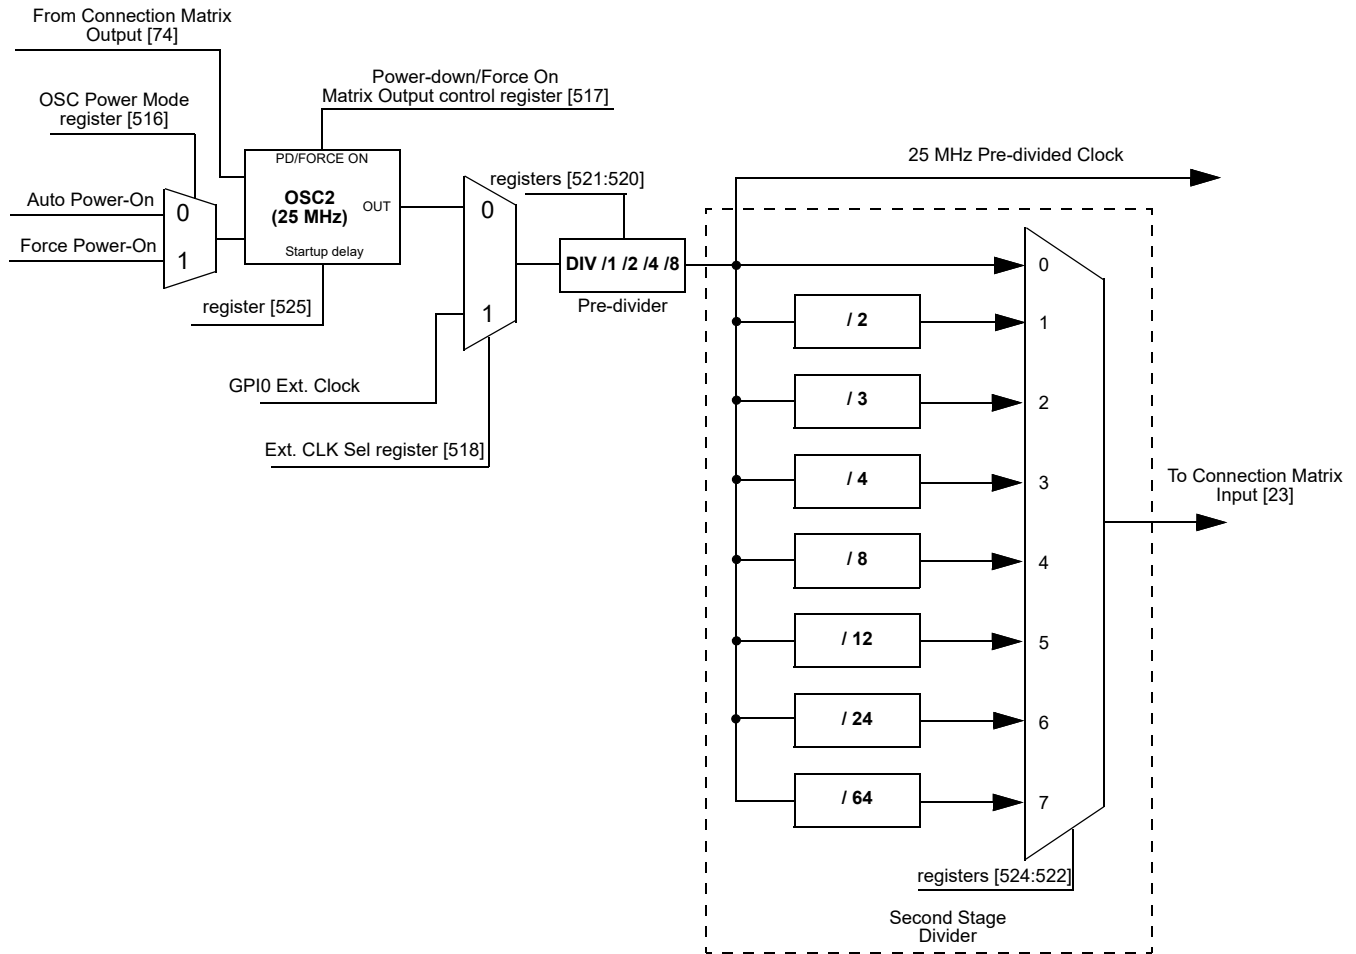 From Connection Matrix
Output [74]
Power-down/Force On
Matrix Output control register [517]
OSC Power Mode
register [516]
PD/FORCE ON
OSC2
(25 MHz)
OUT
Startup delay
Auto Power-On
Force Power-On
0
1
register [525]
0
1
GPI0 Ext. Clock
Ext. CLK Sel register [518]
registers [521:520]
DIV /1 /2 /4 /8
Pre-divider
25 MHz Pre-divided Clock
0
/ 2
1
/ 3
2
/ 4
3
/ 8
4
/ 12
5
/ 24
6
/ 64
7
To Connection Matrix
Input [23]
registers [524:522]
Second Stage
Divider